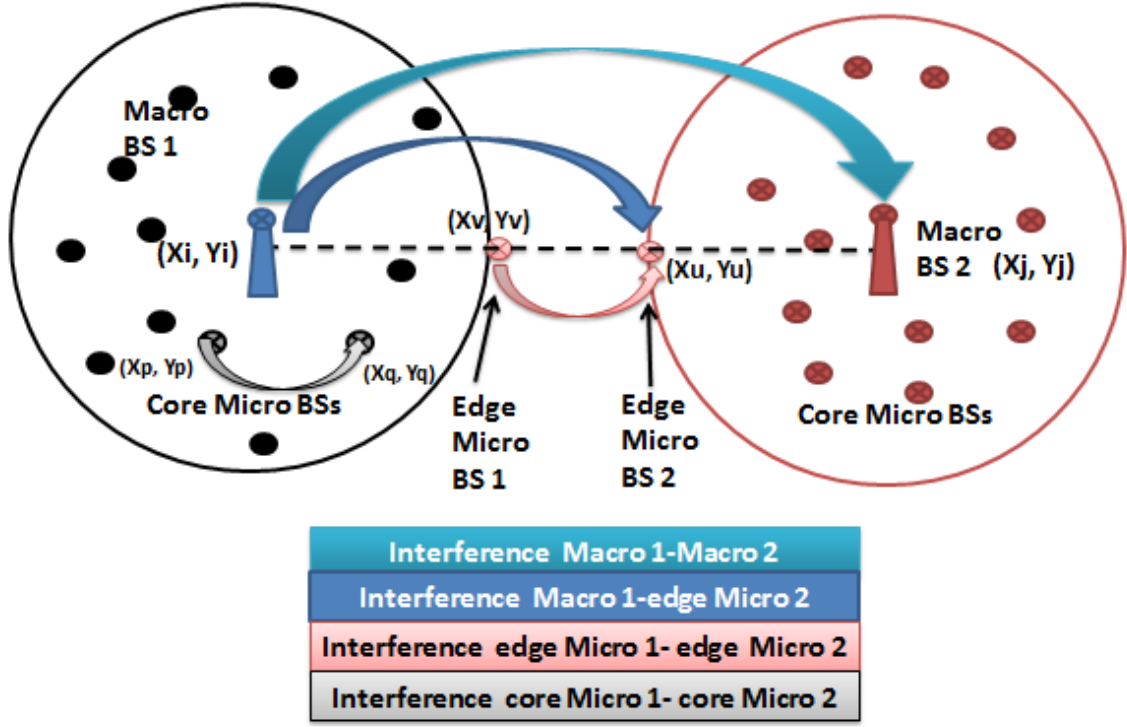 Macro
BS 1
(Xi, Yi)
(Xv, Yv)
(Xu, Yu)
Macro
BS 2
(Xj, Yj)
(Xp, Yp)
(Xq, Yq)
Core Micro BSs
Edge
Micro
BS 1
Edge
Micro
BS 2
Core Micro BSs
Interference Macro 1-Macro 2
Interference Macro 1-edge Micro 2
Interference edge Micro 1- edge Micro 2
Interference core Micro 1- core Micro 2